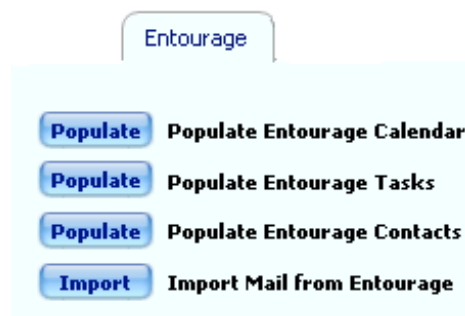 Entourage
Populate Populate Entourage Calendar
Populate Populate Entourage Tasks
Populate Populate Entourage Contacts
Import Import Mail from Entourage